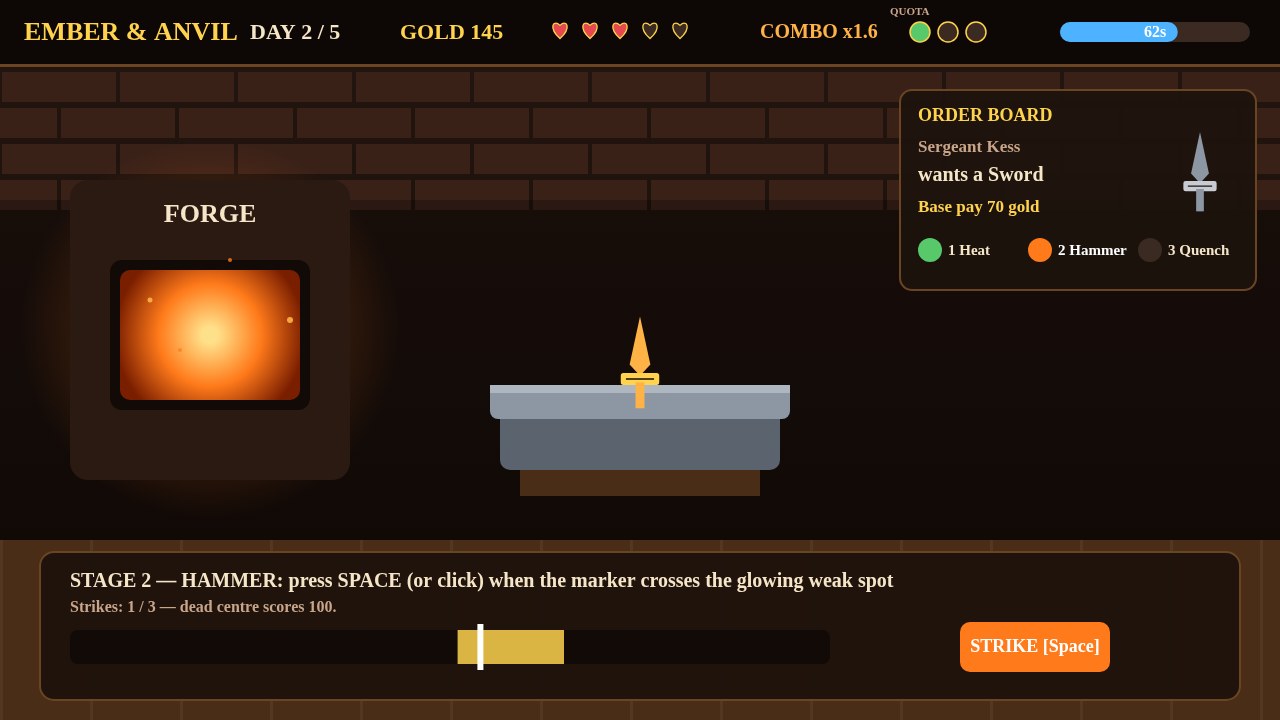 EMBER & ANVIL DAY 2 / 5 GOLD 145 COMBO x1.6 QUOTA 62s
ORDER BOARD
Sergeant Kess
wants a Sword
Base pay 70 gold
1 Heat 2 Hammer 3 Quench
FORGE
STAGE 2 — HAMMER: press SPACE (or click) when the marker crosses the glowing weak spot
Strikes: 1 / 3 — dead centre scores 100.
STRIKE [Space]